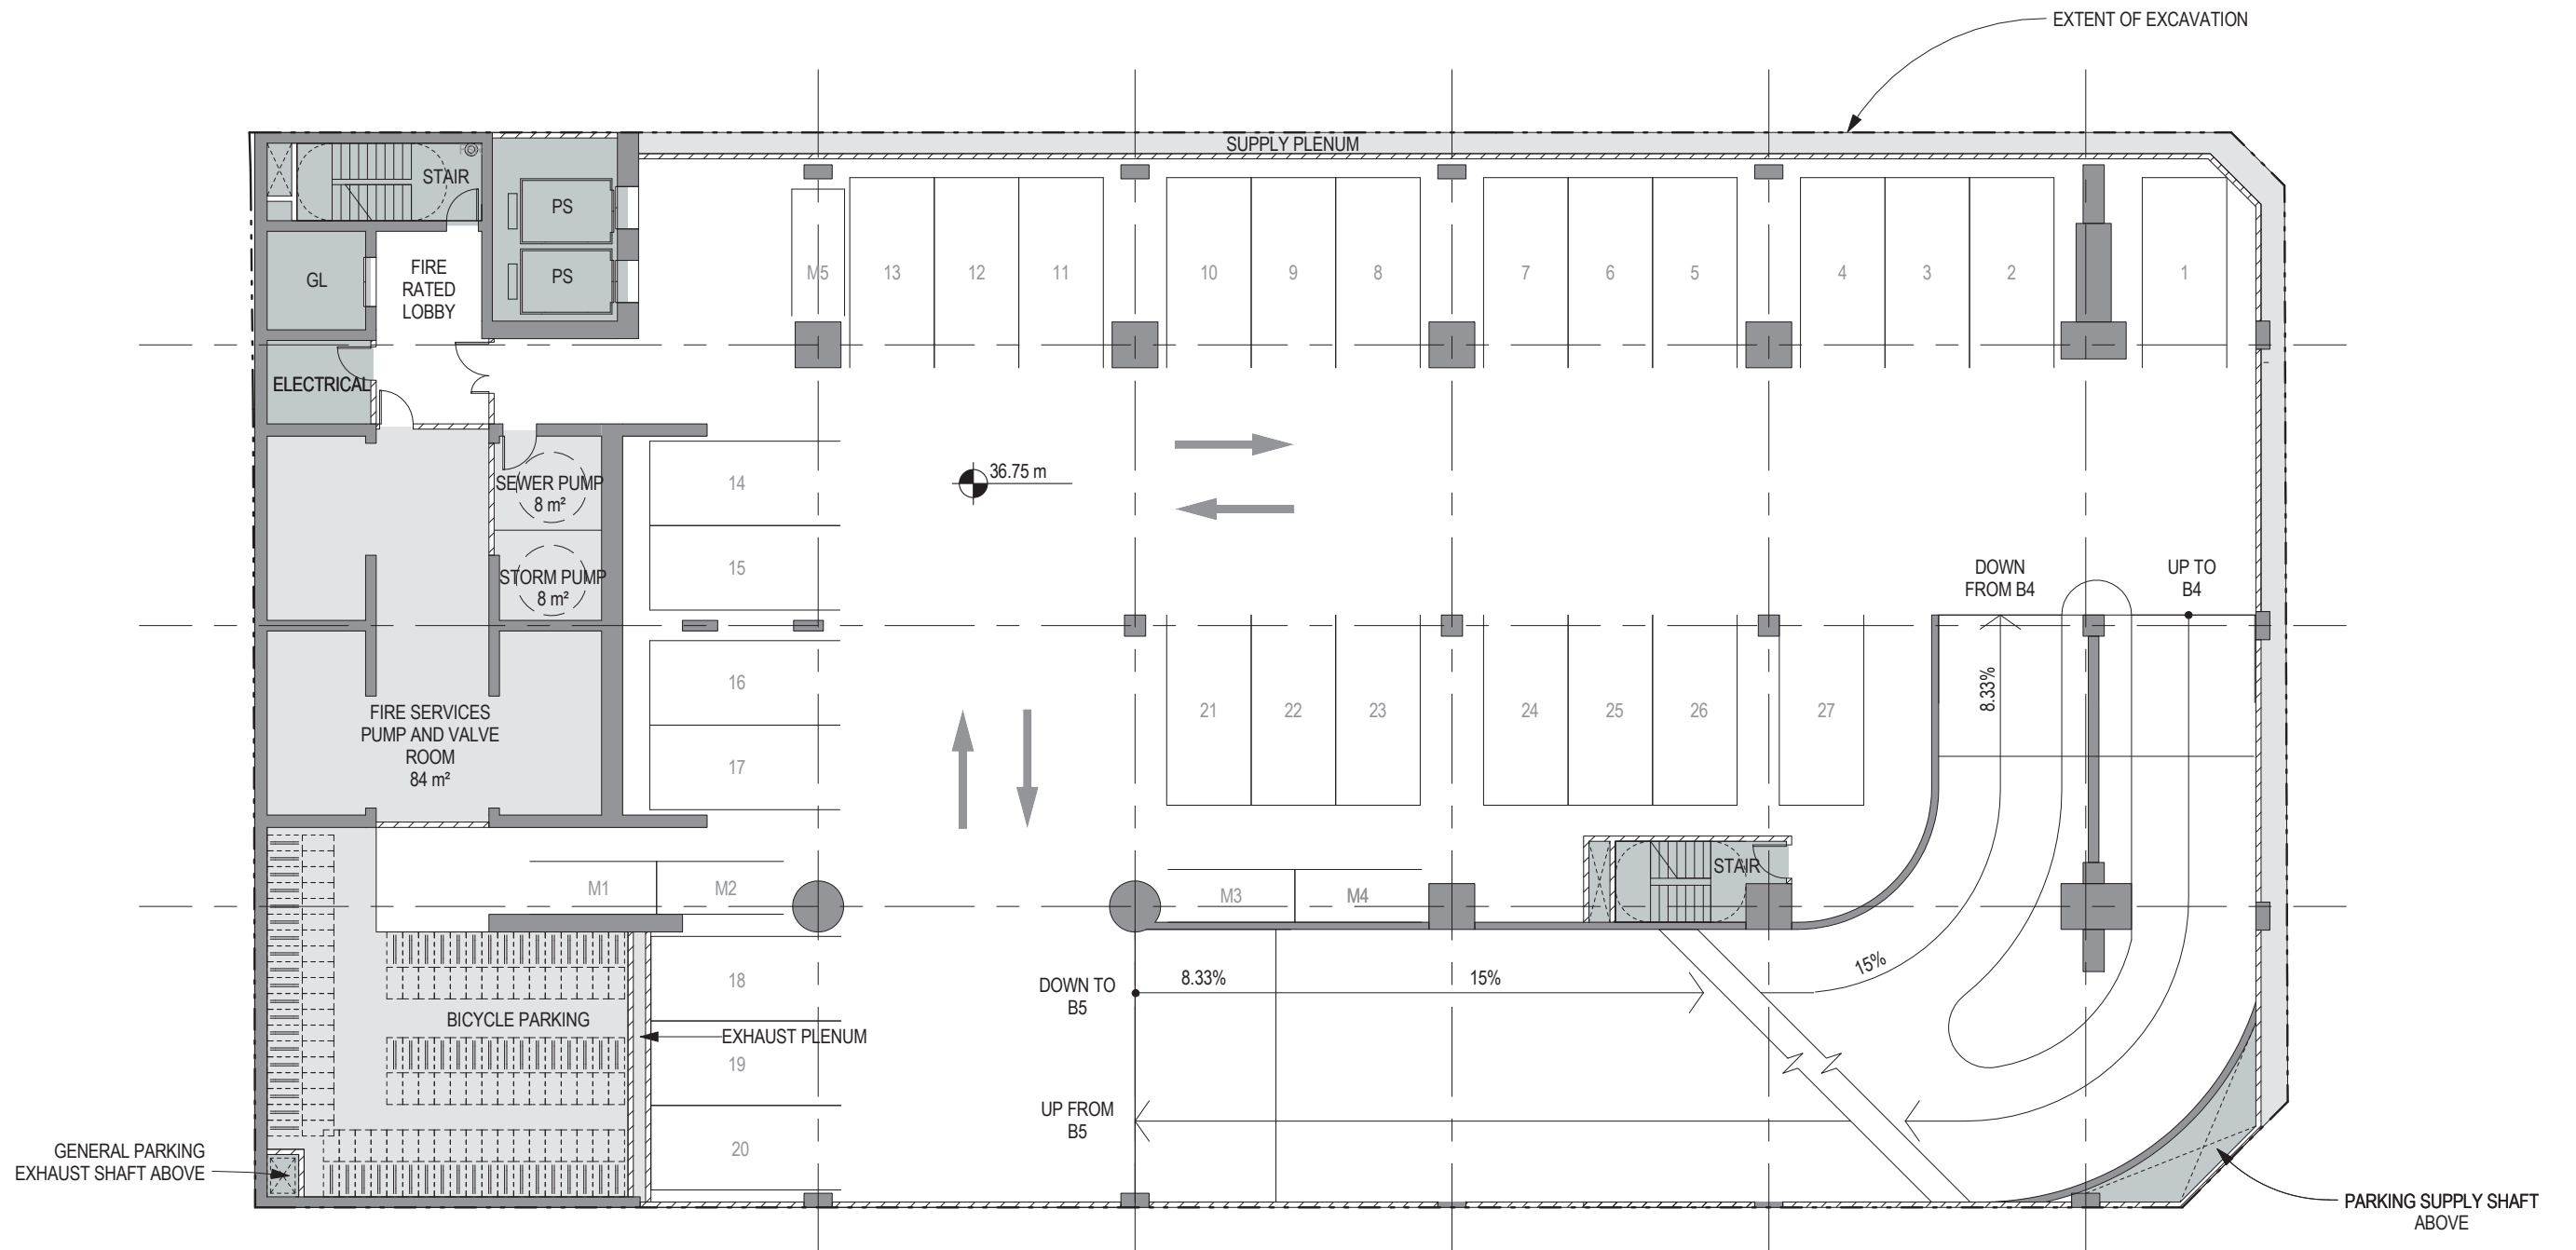 EXTENT OF EXCAVATION
SUPPLY PLENUM
STAIR
PS
PS
GL
FIRE
RATED
LOBBY
ELECTRICAL
M5
13
12
11
10
9
8
7
6
5
4
3
2
1
36.75 m
14
15
16
17
SEWER PUMP
8 m²
STORM PUMP
8 m²
FIRE SERVICES
PUMP AND VALVE
ROOM
84 m²
DOWN
FROM B4
UP TO
B4
8.33%
21
22
23
24
25
26
27
M1
M2
M3
M4
STAIR
18
19
20
DOWN TO
B5
8.33%
15%
15%
BICYCLE PARKING
EXHAUST PLENUM
UP FROM
B5
GENERAL PARKING
EXHAUST SHAFT ABOVE
PARKING SUPPLY SHAFT
ABOVE